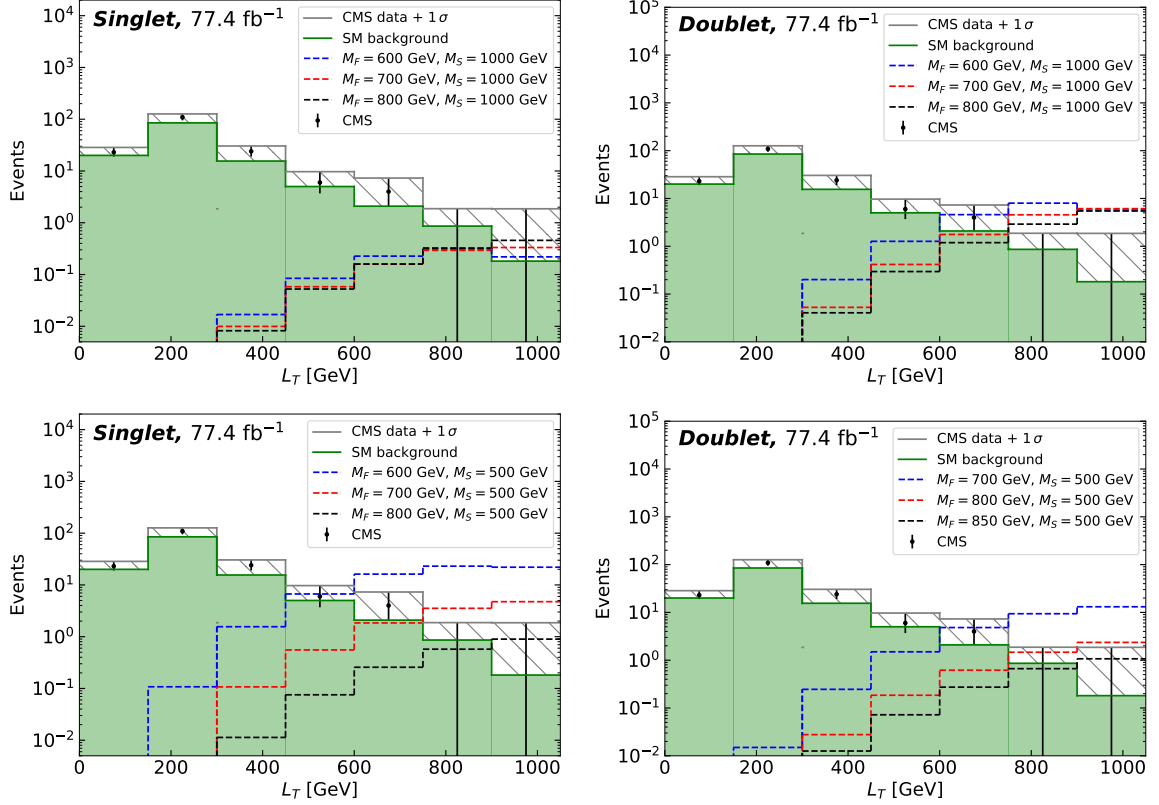 Singlet, 77.4 fb⁻¹
CMS data + 1σ
SM background
M_F = 600 GeV, M_S = 1000 GeV
M_F = 700 GeV, M_S = 1000 GeV
M_F = 800 GeV, M_S = 1000 GeV
CMS
Events
10⁴
10³
10²
10¹
10⁰
10⁻¹
10⁻²
0 200 400 600 800 1000
L_T [GeV]
Doublet, 77.4 fb⁻¹
CMS data + 1σ
SM background
M_F = 600 GeV, M_S = 1000 GeV
M_F = 700 GeV, M_S = 1000 GeV
M_F = 800 GeV, M_S = 1000 GeV
CMS
Events
10⁵
10⁴
10³
10²
10¹
10⁰
10⁻¹
10⁻²
0 200 400 600 800 1000
L_T [GeV]
Singlet, 77.4 fb⁻¹
CMS data + 1σ
SM background
M_F = 600 GeV, M_S = 500 GeV
M_F = 700 GeV, M_S = 500 GeV
M_F = 800 GeV, M_S = 500 GeV
CMS
Events
10⁴
10³
10²
10¹
10⁰
10⁻¹
10⁻²
0 200 400 600 800 1000
L_T [GeV]
Doublet, 77.4 fb⁻¹
CMS data + 1σ
SM background
M_F = 700 GeV, M_S = 500 GeV
M_F = 800 GeV, M_S = 500 GeV
M_F = 850 GeV, M_S = 500 GeV
CMS
Events
10⁵
10⁴
10³
10²
10¹
10⁰
10⁻¹
10⁻²
0 200 400 600 800 1000
L_T [GeV]